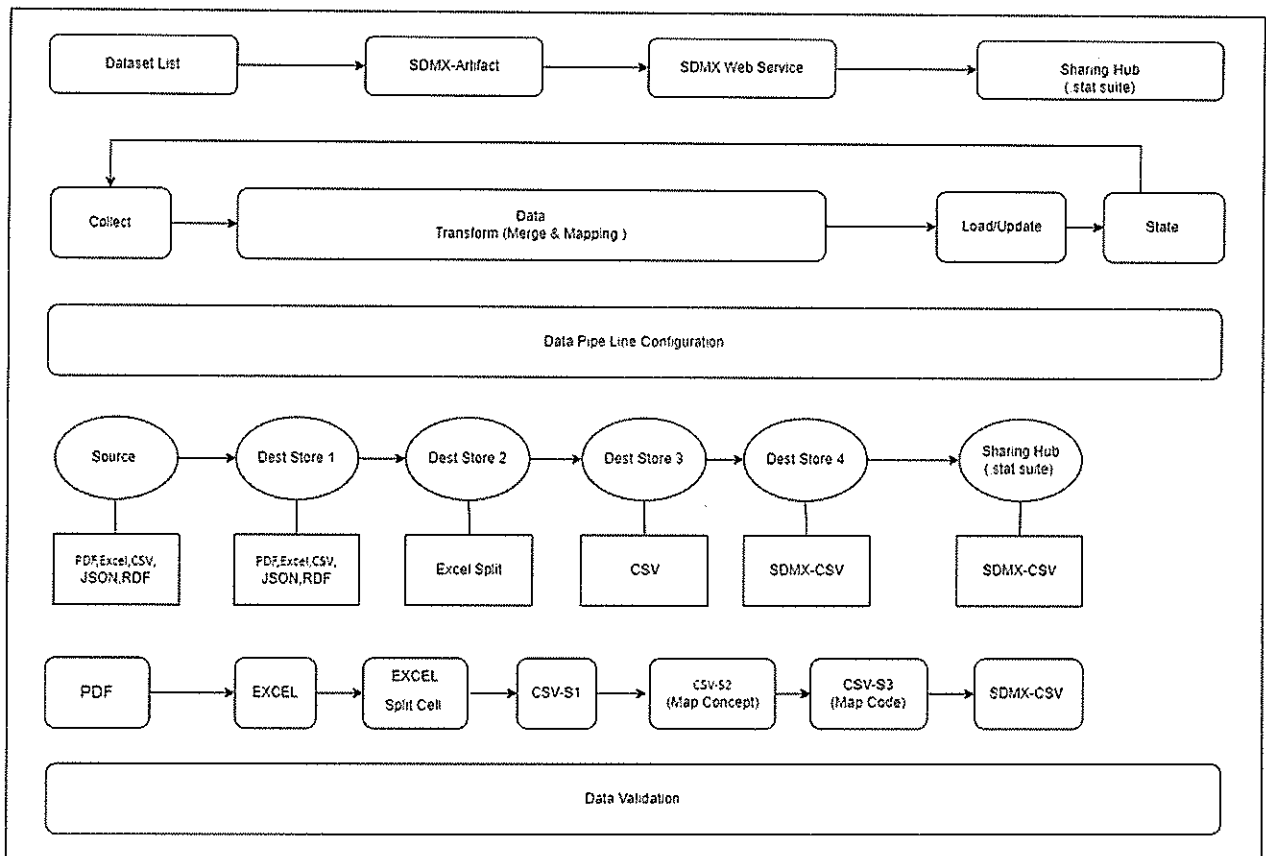 Dataset List
SDMX-Artifact
SDMX Web Service
Sharing Hub
(.stat suite)
Collect
Data
Transform (Merge & Mapping )
Load/Update
State
Data Pipe Line Configuration
Source
Dest Store 1
Dest Store 2
Dest Store 3
Dest Store 4
Sharing Hub
(.stat suite)
PDF,Excel,CSV,
JSON,RDF
PDF,Excel,CSV,
JSON,RDF
Excel Split
CSV
SDMX-CSV
SDMX-CSV
PDF
EXCEL
EXCEL
Split Cell
CSV-S1
CSV-S2
(Map Concept)
CSV-S3
(Map Code)
SDMX-CSV
Data Validation